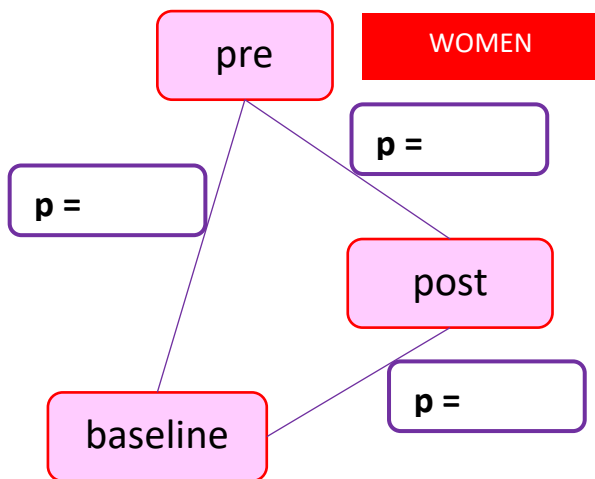 pre
WOMEN
p =
p =
post
p =
baseline